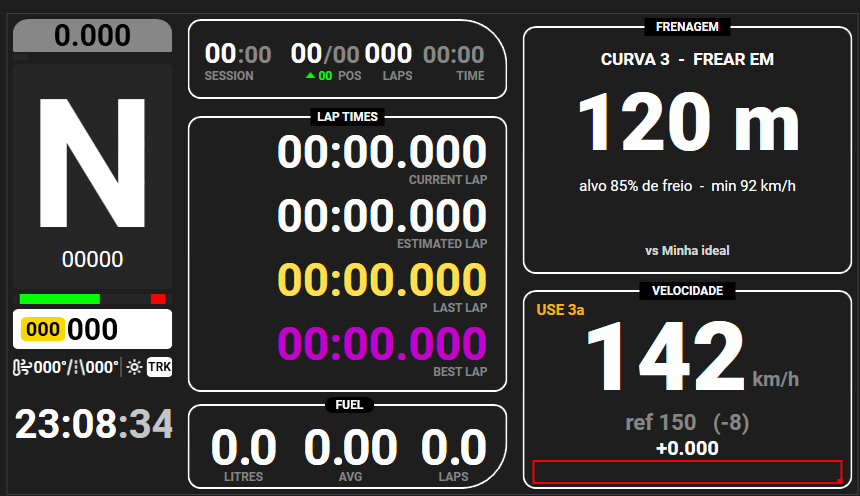 0.000
N
00000
000 000
000°/ 000° TRK
23:08:34
00:00 00/00 000 00:00
SESSION 00 POS LAPS TIME
LAP TIMES
00:00.000
CURRENT LAP
00:00.000
ESTIMATED LAP
00:00.000
LAST LAP
00:00.000
BEST LAP
FUEL
0.0 0.00 0.0
LITRES AVG LAPS
FRENAGEM
CURVA 3 - FREAR EM
120 m
alvo 85% de freio - min 92 km/h
vs Minha ideal
VELOCIDADE
USE 3a
142 km/h
ref 150 (-8)
+0.000